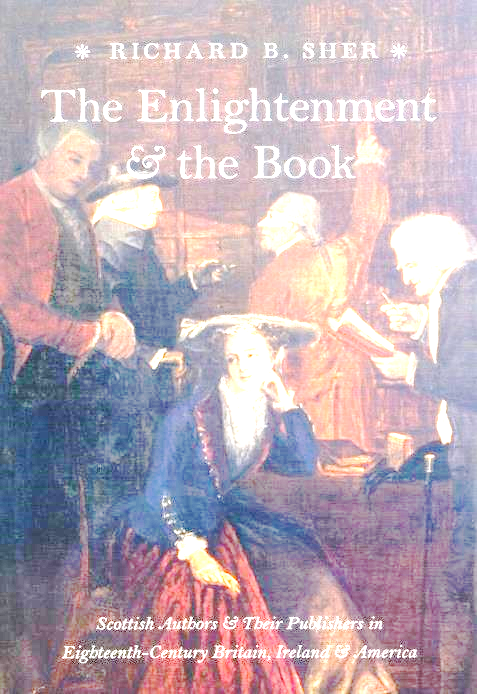 * RICHARD B. SHER *
The Enlightenment
& the Book
Scottish Authors & Their Publishers in
Eighteenth-Century Britain, Ireland & America